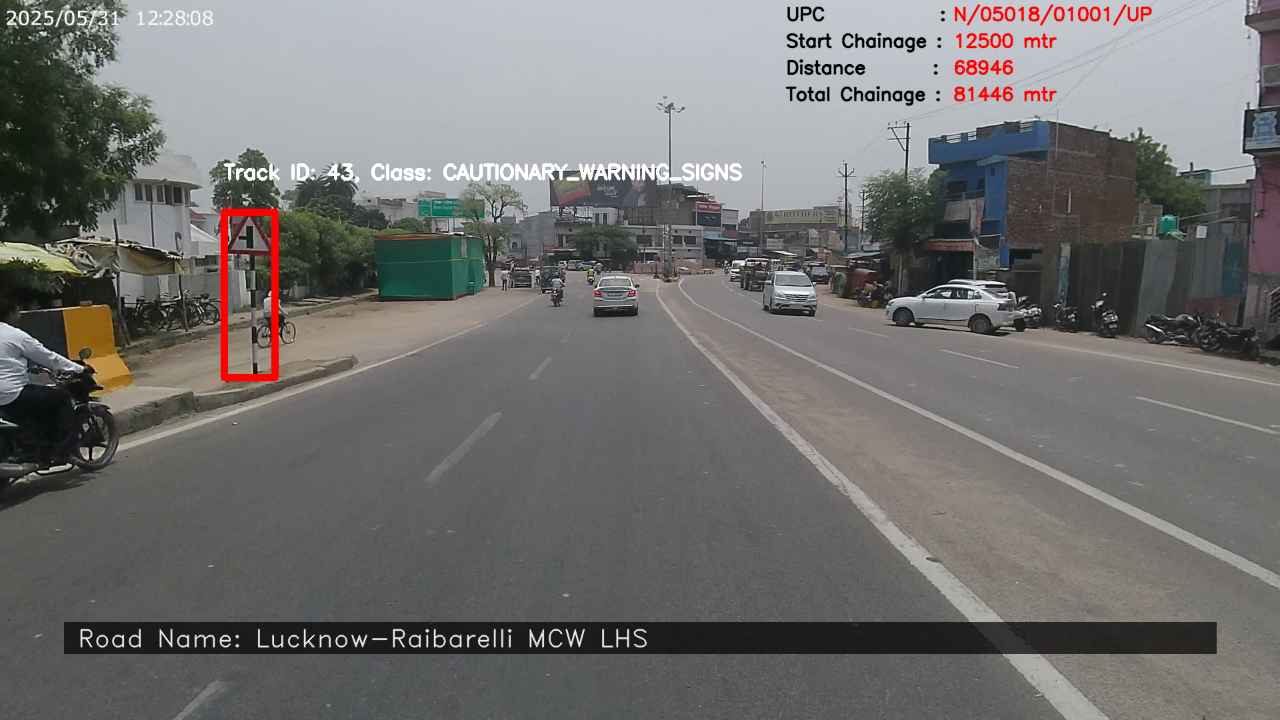 2025/05/31 12:28:08
UPC : N/05018/01001/UP
Start Chainage : 12500 mtr
Distance : 68946
Total Chainage : 81446 mtr
Track ID: 43, Class: CAUTIONARY_WARNING_SIGNS
Road Name: Lucknow-Raibarelli MCW LHS